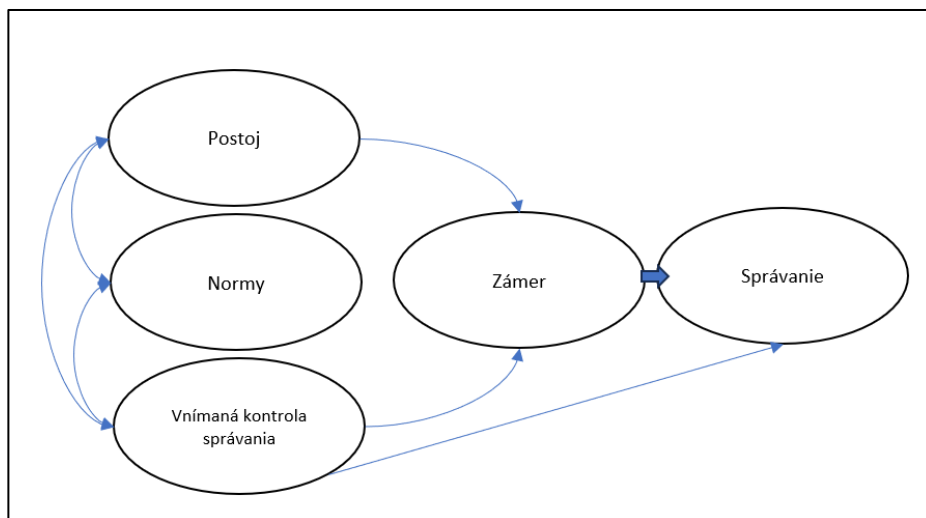 Postoj
Normy
Zámer
Správanie
Vnímaná kontrola
správania